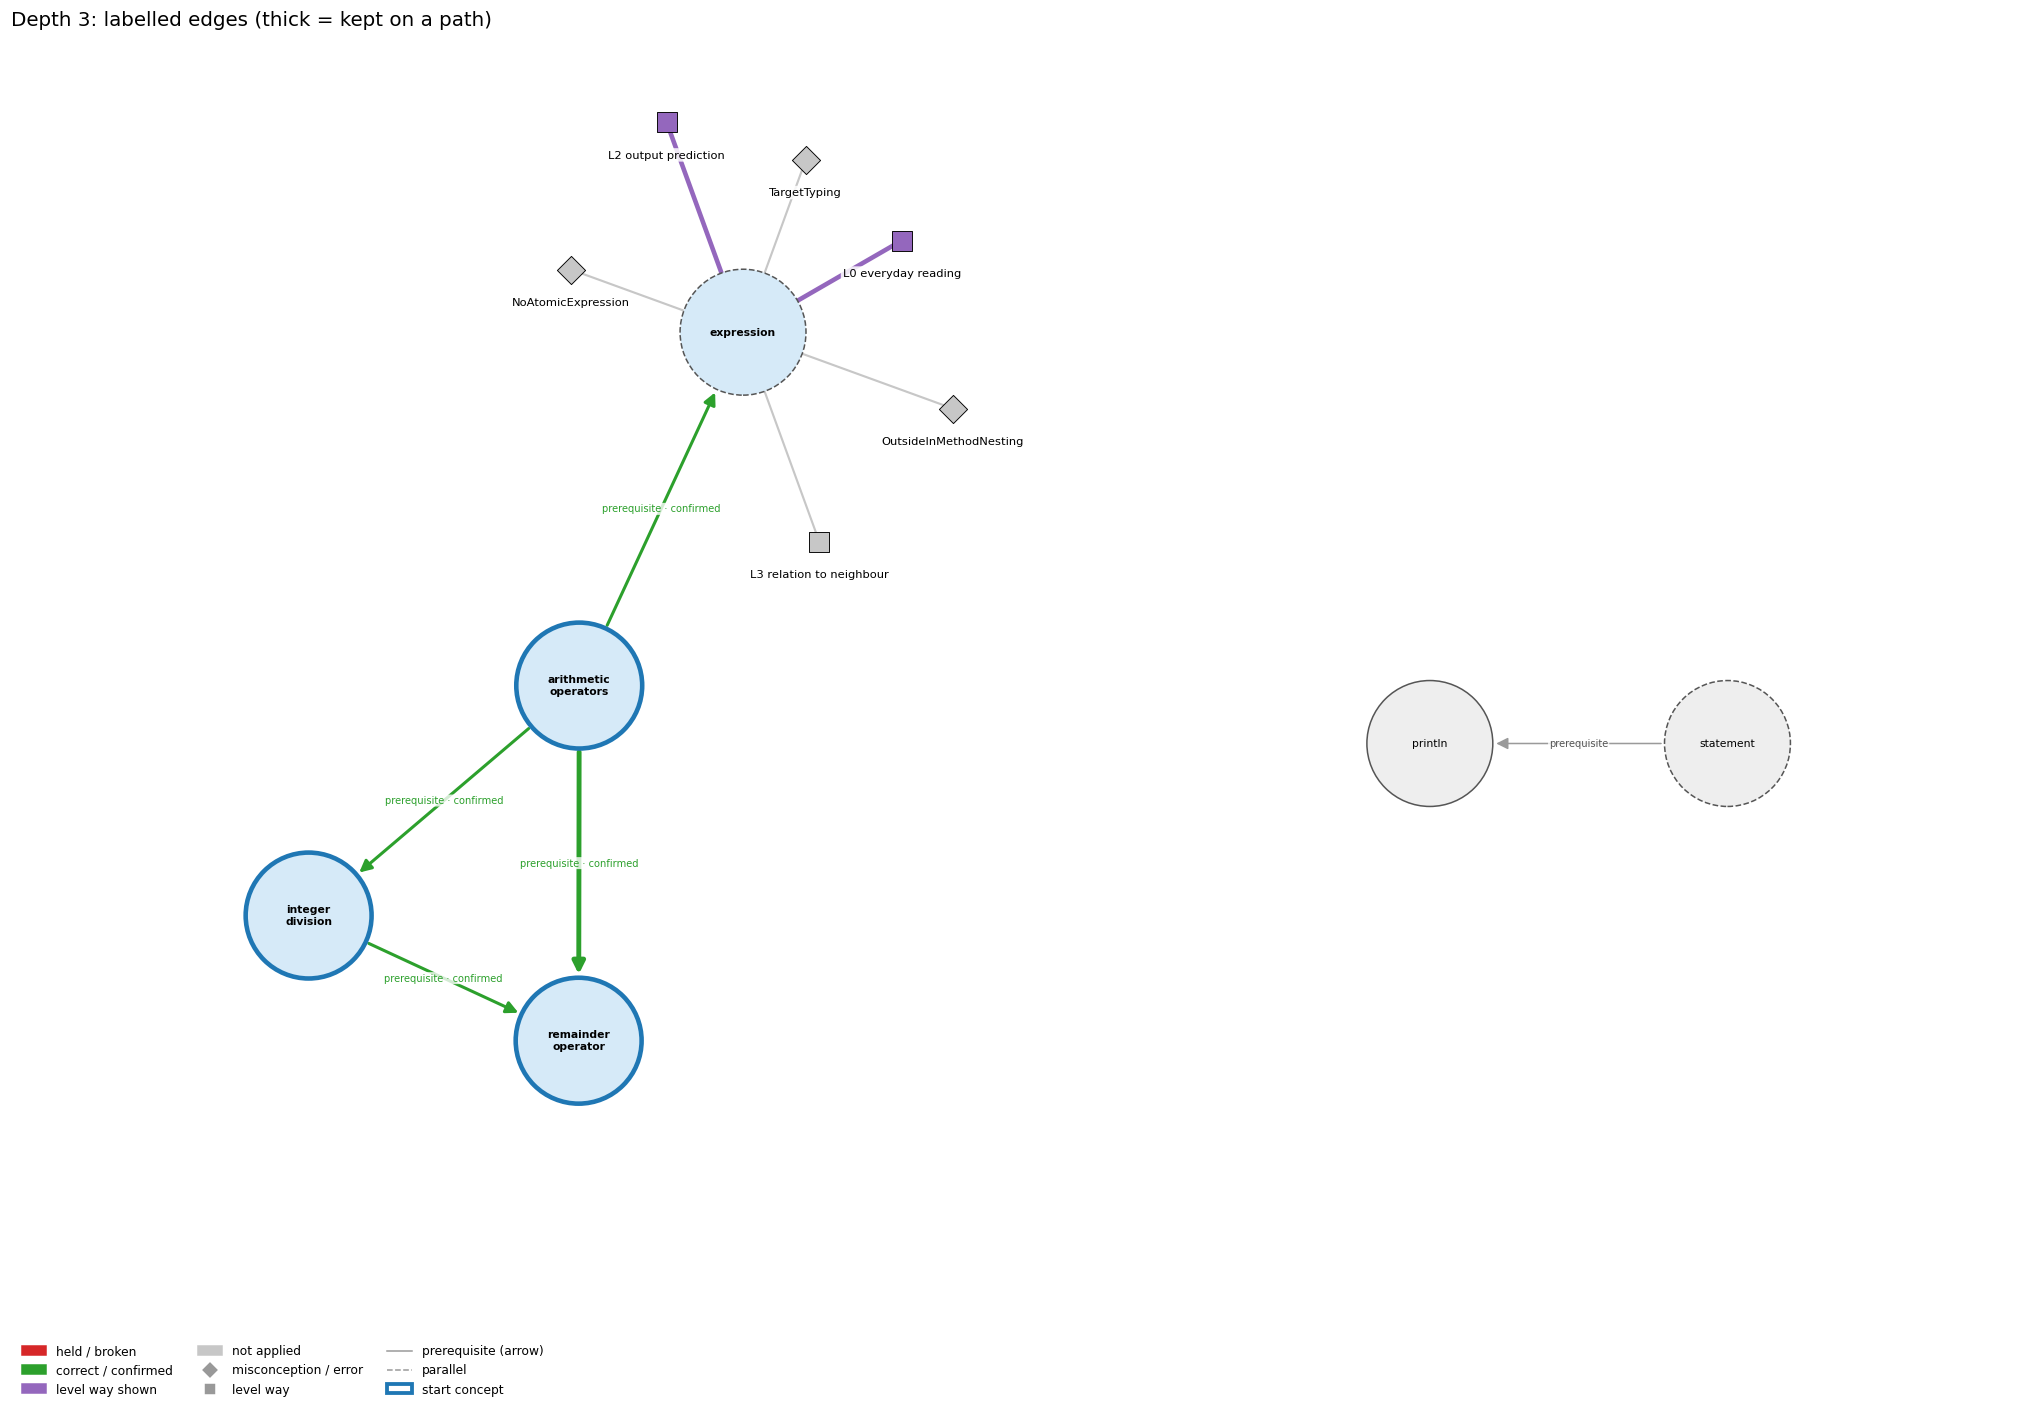 Depth 3: labelled edges (thick = kept on a path)
L2 output prediction
TargetTyping
L0 everyday reading
NoAtomicExpression
expression
OutsideInMethodNesting
prerequisite · confirmed
L3 relation to neighbour
arithmetic
operators
println
prerequisite
statement
prerequisite · confirmed
prerequisite · confirmed
integer
division
prerequisite · confirmed
remainder
operator
held / broken
correct / confirmed
level way shown
not applied
misconception / error
level way
prerequisite (arrow)
parallel
start concept